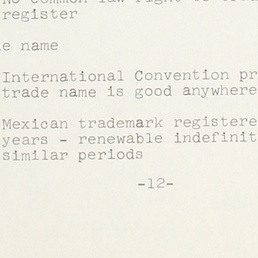 No common law right to trad
register
e name
International Convention pr
trade name is good anywhere
Mexican trademark registere
years - renewable indefinit
similar periods
-12-